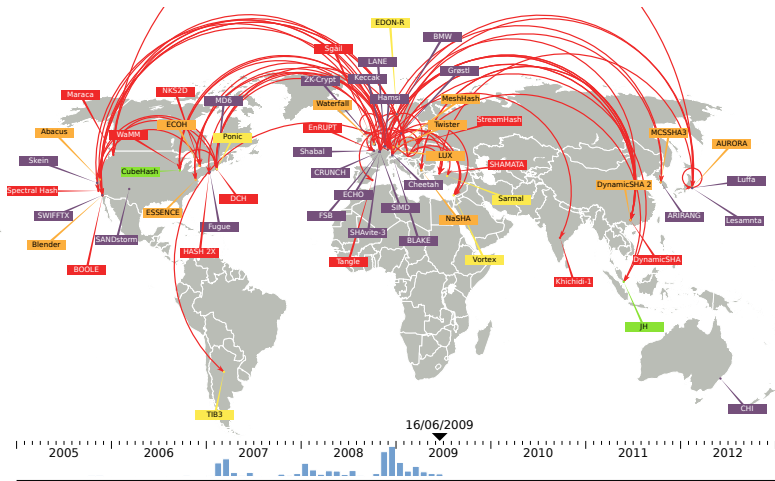 EDON-R
BMW
Sgàil
LANE
Grøstl
Keccak
ZK-Crypt
NKS2D
Maraca
MD6
Hamsi
MeshHash
Waterfall
StreamHash
Twister
ECOH
EnRUPT
Abacus
WaMM
Ponic
MCSSHA3
AURORA
Shabal
LUX
Skein
SHAMATA
CubeHash
CRUNCH
Luffa
Cheetah
DynamicSHA 2
Spectral Hash
ECHO
DCH
Sarmal
SIMD
ESSENCE
SWIFFTX
FSB
ARIRANG
NaSHA
Lesamnta
Fugue
SHAvite-3
SANDstorm
BLAKE
Blender
HASH 2X
Vortex
DynamicSHA
Tangle
BOOLE
Khichidi-1
JH
CHI
TIB3
16/06/2009
2005 2006 2007 2008 2009 2010 2011 2012